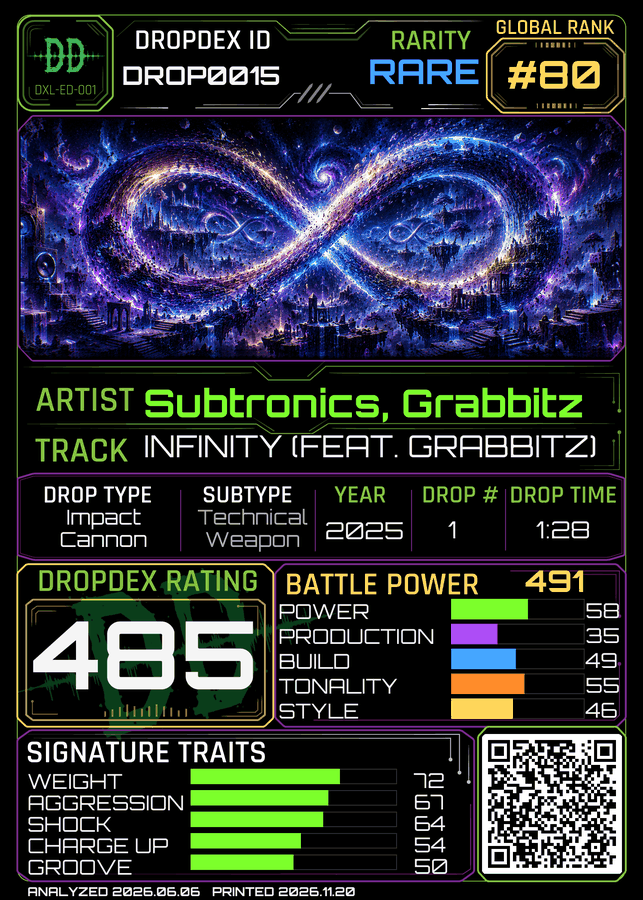 DD
DXL-ED-001
DROPDEX ID
DROP0015
RARITY
RARE
GLOBAL RANK
#80
ARTIST Subtronics, Grabbitz
TRACK INFINITY (FEAT. GRABBITZ)
DROP TYPE
Impact
Cannon
SUBTYPE
Technical
Weapon
YEAR
2025
DROP #
1
DROP TIME
1:28
DROPDEX RATING
485
BATTLE POWER 491
POWER 58
PRODUCTION 35
BUILD 49
TONALITY 55
STYLE 46
SIGNATURE TRAITS
WEIGHT 72
AGGRESSION 67
SHOCK 64
CHARGE UP 54
GROOVE 50
ANALYZED 2026.06.06 PRINTED 2026.11.20